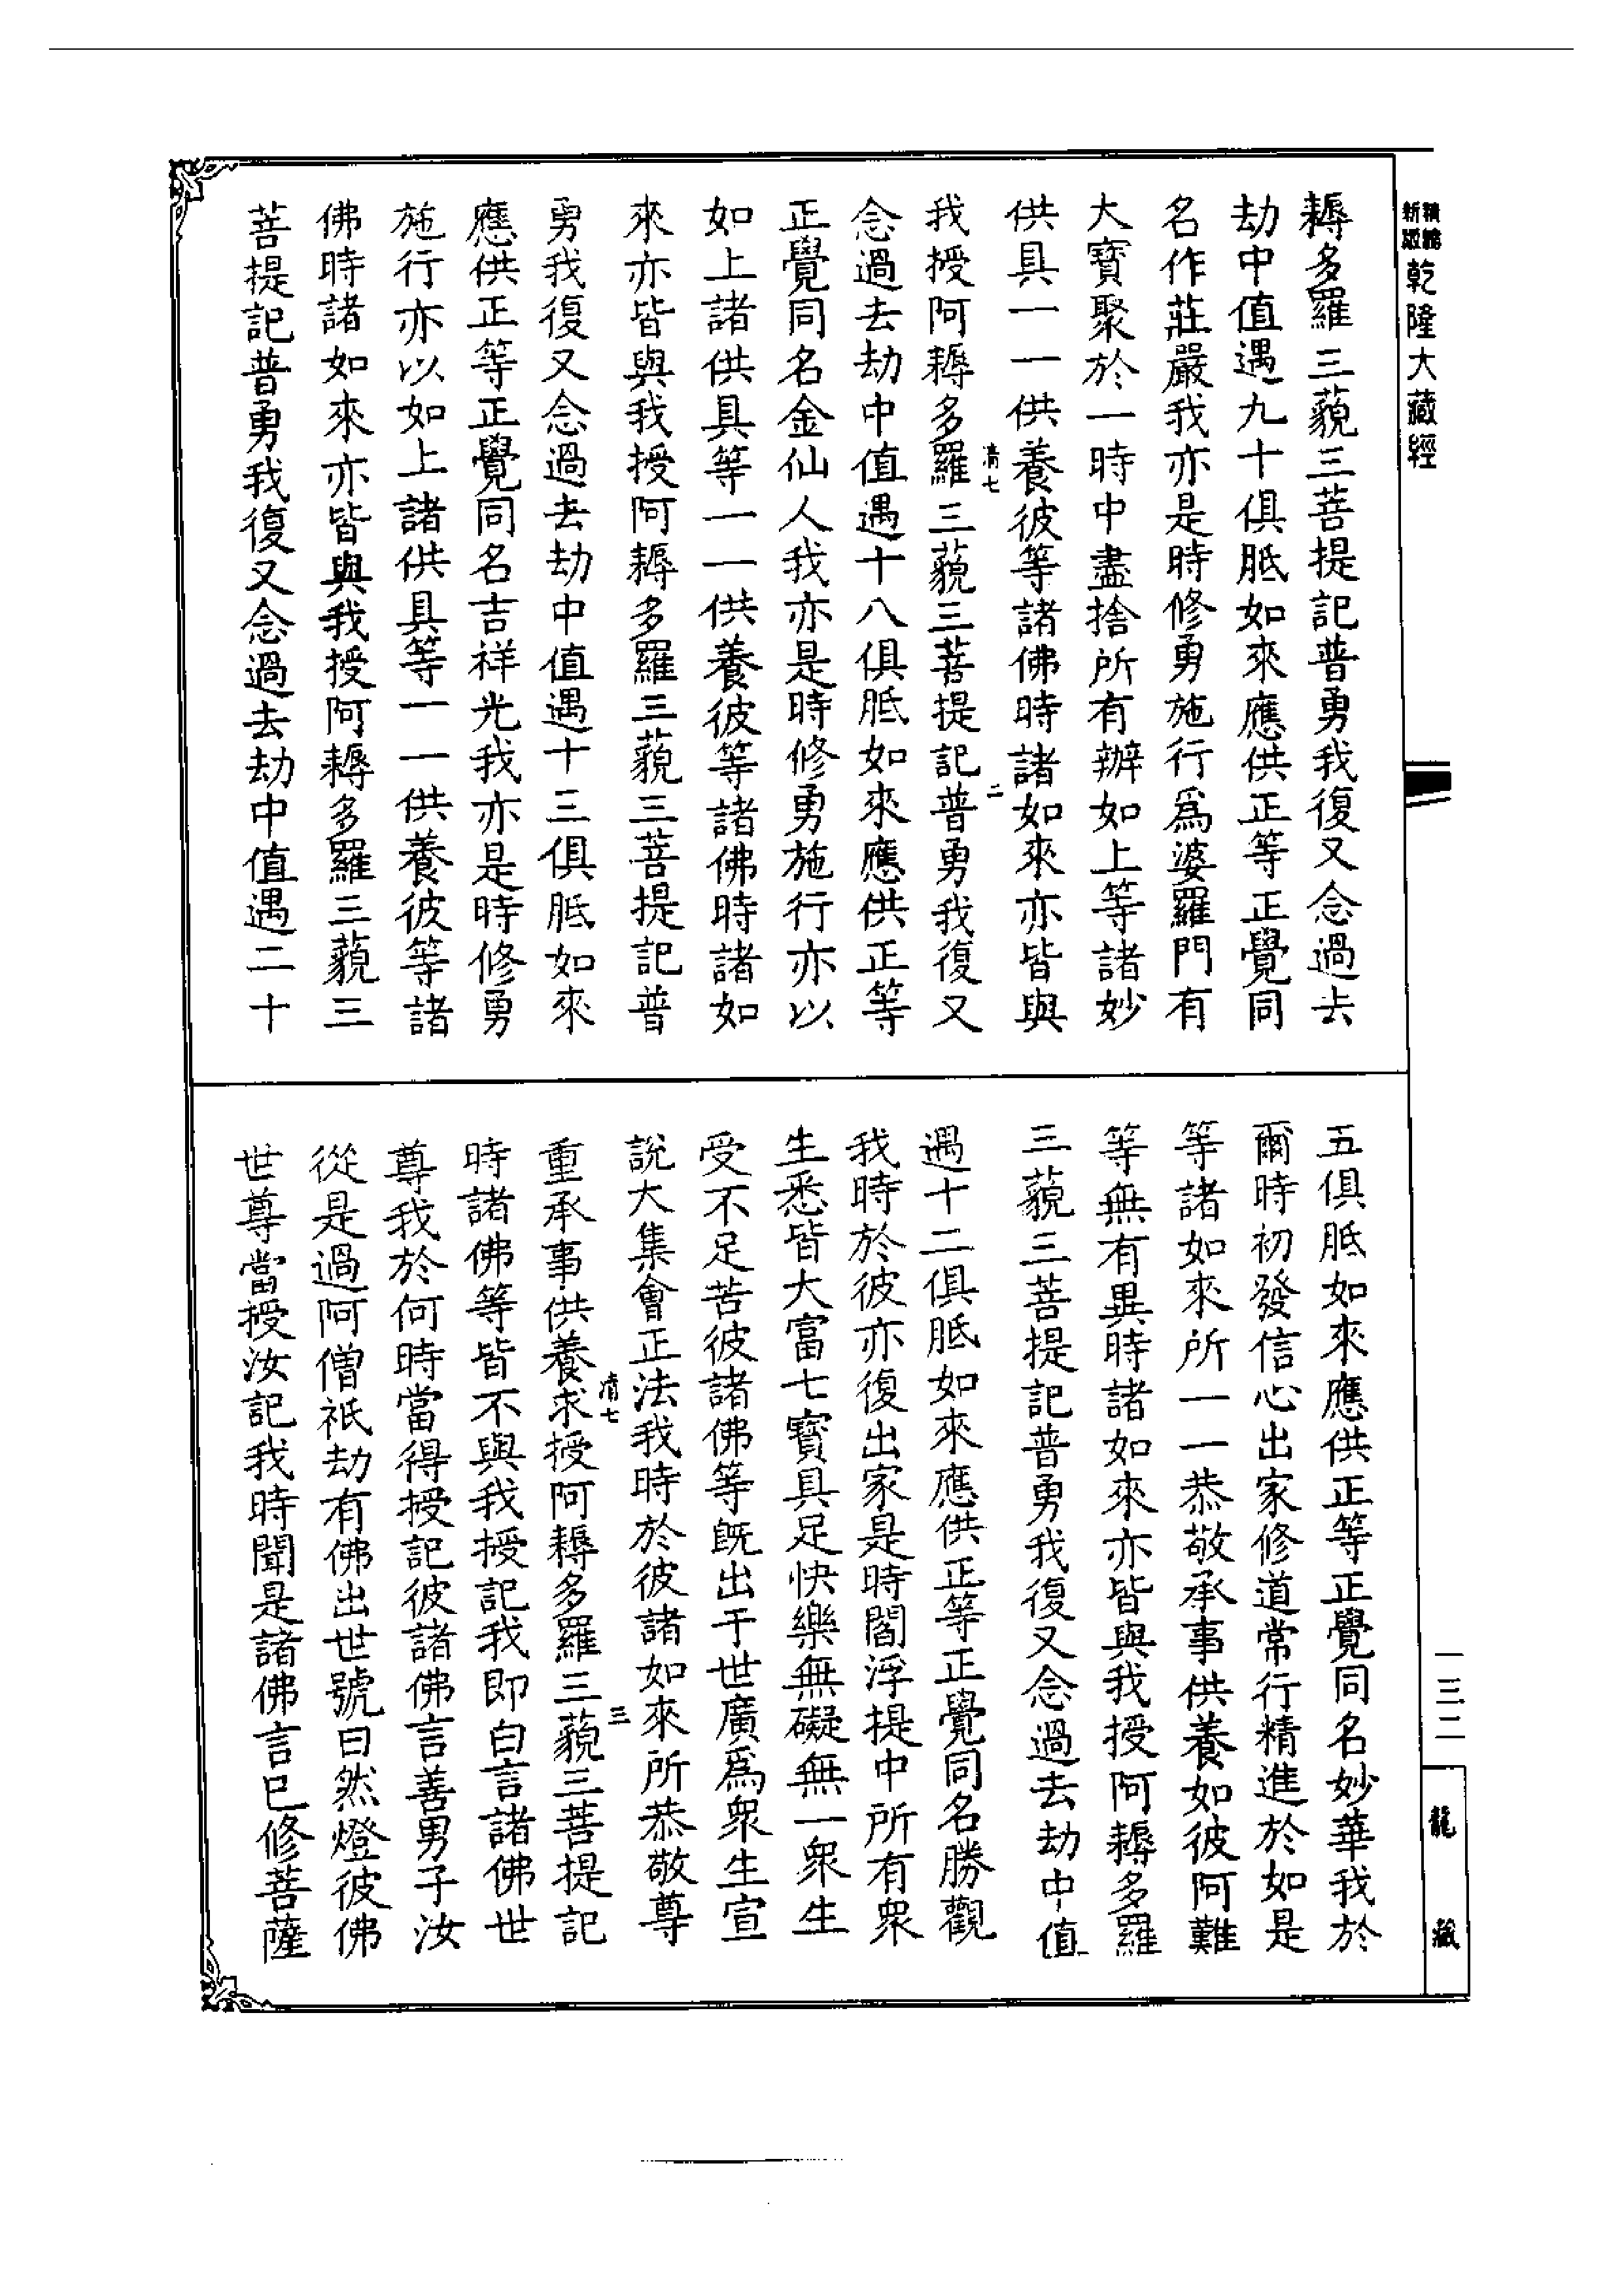 新編縮版乾隆大藏經
耨多羅三藐三菩提記普勇我復又念過去
劫中值遇九十俱胝如來應供正等正覺同
名作莊嚴我亦是時修勇施行爲婆羅門有
大寶聚於一時中盡捨所有辦如上等諸妙
供具一一供養彼等諸佛時諸如來亦皆與
清七
二
我授阿耨多羅三藐三菩提記普勇我復又
念過去劫中值遇十八俱胝如來應供正等
正覺同名金仙人我亦是時修勇施行亦以
如上諸供具等一一供養彼等諸佛時諸如
來亦皆與我授阿耨多羅三藐三菩提記普
勇我復又念過去劫中值遇十三俱胝如來
應供正等正覺同名吉祥光我亦是時修勇
施行亦以如上諸供具等一一供養彼等諸
佛時諸如來亦皆與我授阿耨多羅三藐三
菩提記普勇我復又念過去劫中值遇二十
五俱胝如來應供正等正覺同名妙華我於
爾時初發信心出家修道常行精進於如是
等諸如來所一一恭敬承事供養如彼阿難
等無有異時諸如來亦皆與我授阿耨多羅
三藐三菩提記普勇我復又念過去劫中值
遇十二俱胝如來應供正等正覺同名勝觀
我時於彼亦復出家是時閻浮提中所有衆
生悉皆大富七寶具足快樂無礙無一衆生
受不足苦彼諸佛等既出于世廣爲衆生宣
說大集會正法我時於彼諸如來所恭敬尊
清七
三
重承事供養求授阿耨多羅三藐三菩提記
時諸佛等皆不與我授記我即白言諸佛世
尊我於何時當得授記彼諸佛言善男子汝
從是過阿僧祇劫有佛出世號曰然燈彼佛
世尊當授汝記我時聞是諸佛言已修菩薩
一三二
龍藏